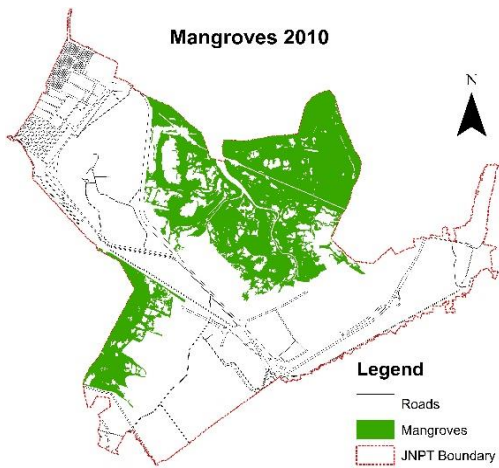 Mangroves 2010
N
Legend
Roads
Mangroves
JNPT Boundary